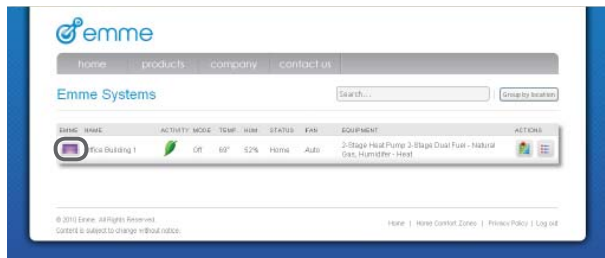 emme
home products company contact us
Emme Systems
Search... | Group by location
EMME NAME ACTIVITY MODE TEMP. HUM STATUS FAN EQUIPMENT ACTIONS
Office Building 1 Off 69° 52% Home Auto 2-Stage Heat Pump 2-Stage Dual Fuel - Natural
Gas, Humidifer - Heat
© 2010 Emme. All Rights Reserved.
Content is subject to change without notice.
Home | Home Comfort Zones | Privacy Policy | Log out